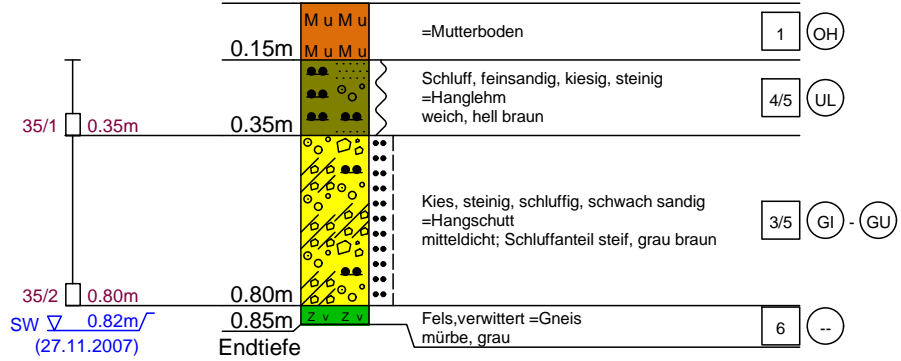 M u M u
=Mutterboden
1 OH
0.15m
M u M u
Schluff, feinsandig, kiesig, steinig
=Hanglehm
weich, hell braun
4/5 UL
35/1 0.35m
0.35m
Kies, steinig, schluffig, schwach sandig
=Hangschutt
mitteldicht; Schluffanteil steif, grau braun
3/5 GI - GU
35/2 0.80m
0.80m
SW 0.82m
(27.11.2007)
0.85m
Z v Z v
Fels,verwittert =Gneis
mürbe, grau
6 --
Endtiefe